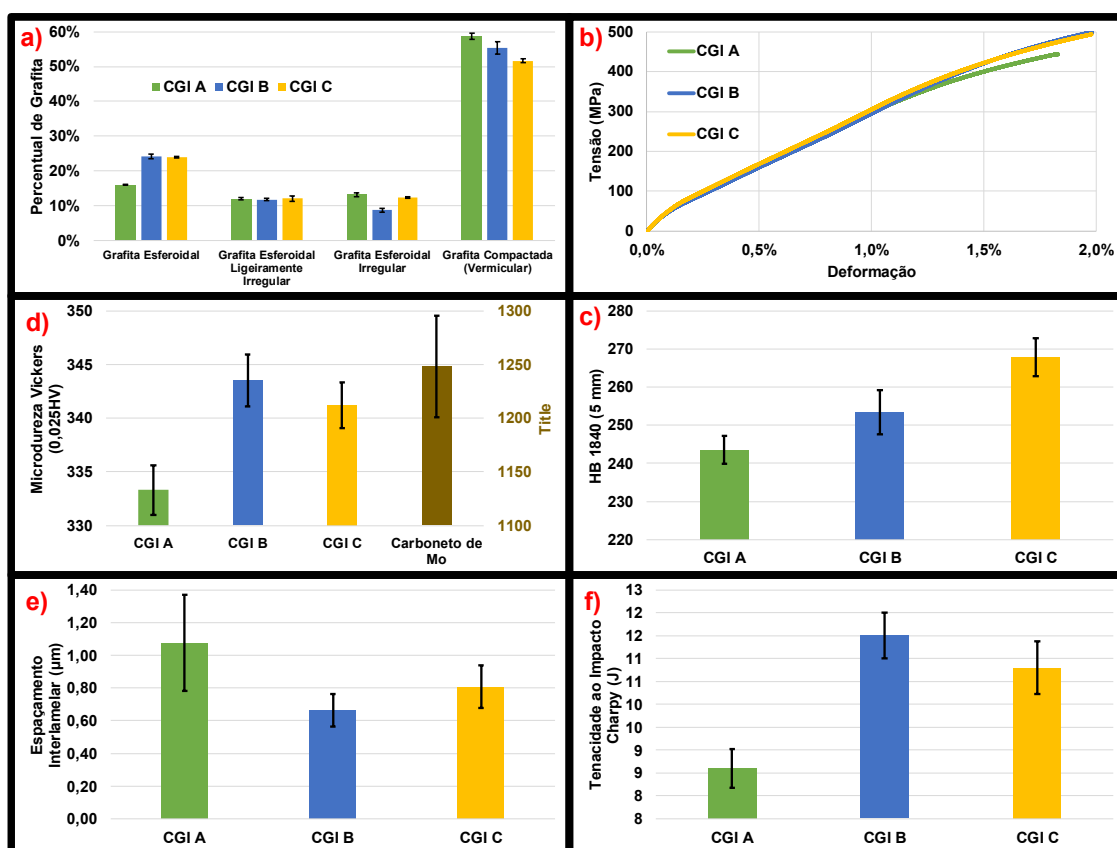 a)
Percentual de Grafita
60%
50%
40%
30%
20%
10%
0%
CGI A
CGI B
CGI C
Grafita Esferoidal
Grafita Esferoidal
Ligeiramente
Irregular
Grafita Esferoidal
Irregular
Grafita Compactada
(Vermicular)
b)
Tensão (MPa)
500
400
300
200
100
0
CGI A
CGI B
CGI C
0,0%
0,5%
1,0%
1,5%
2,0%
Deformação
d)
Microdureza Vickers
(0,025HV)
350
345
340
335
330
1300
1250
1200
1150
1100
Title
CGI A
CGI B
CGI C
Carboneto de
Mo
c)
HB 1840 (5 mm)
280
270
260
250
240
230
220
CGI A
CGI B
CGI C
e)
Espaçamento
Interlamelar (µm)
1,40
1,20
1,00
0,80
0,60
0,40
0,20
0,00
CGI A
CGI B
CGI C
f)
Tenacidade ao Impacto
Charpy (J)
13
12
12
11
11
10
10
9
9
8
8
CGI A
CGI B
CGI C